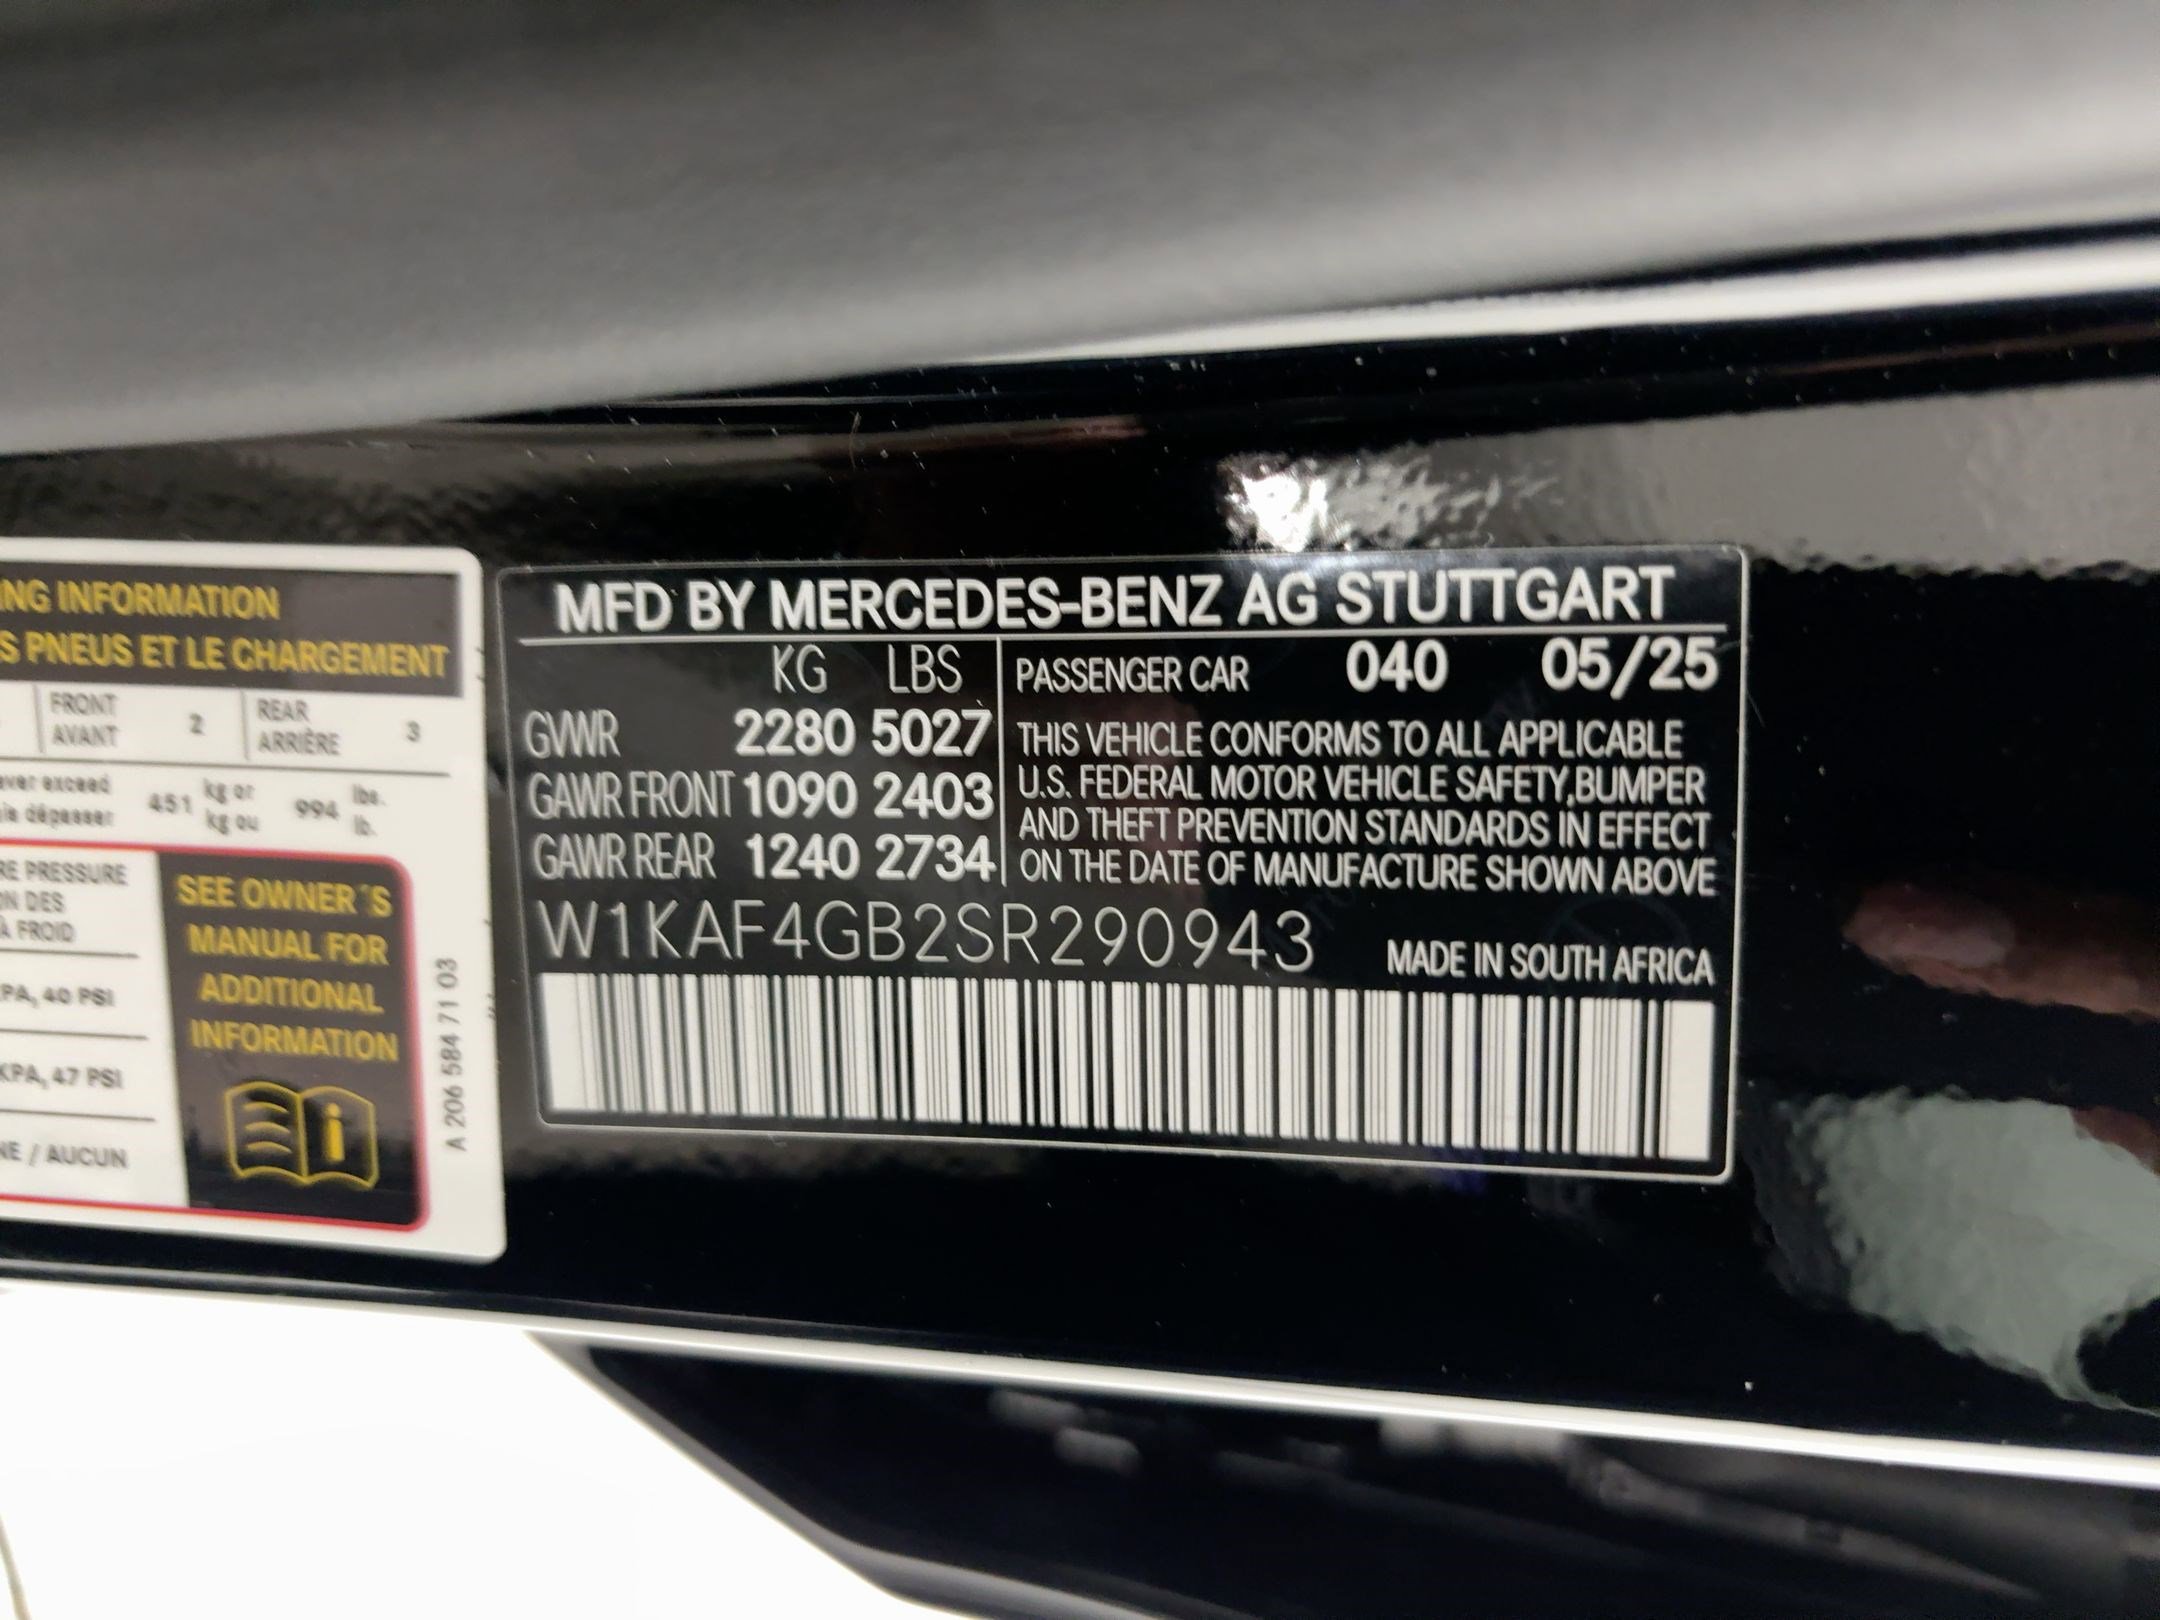 NG INFORMATION
S PNEUS ET LE CHARGEMENT
FRONT
AVANT
2
REAR
ARRIÈRE
3
ever exceed
is dépasser
451
kg or
kg ou
994
lbs.
lb.
RE PRESSURE
ON DES
À FROID
PA, 40 PSI
KPA, 47 PSI
NE / AUCUN
SEE OWNER´S
MANUAL FOR
ADDITIONAL
INFORMATION
A 206 584 71 03
MFD BY MERCEDES-BENZ AG STUTTGART
KG LBS
GVWR 2280 5027
GAWR FRONT 1090 2403
GAWR REAR 1240 2734
PASSENGER CAR 040 05/25
THIS VEHICLE CONFORMS TO ALL APPLICABLE
U.S. FEDERAL MOTOR VEHICLE SAFETY,BUMPER
AND THEFT PREVENTION STANDARDS IN EFFECT
ON THE DATE OF MANUFACTURE SHOWN ABOVE
W1KAF4GB2SR290943
MADE IN SOUTH AFRICA